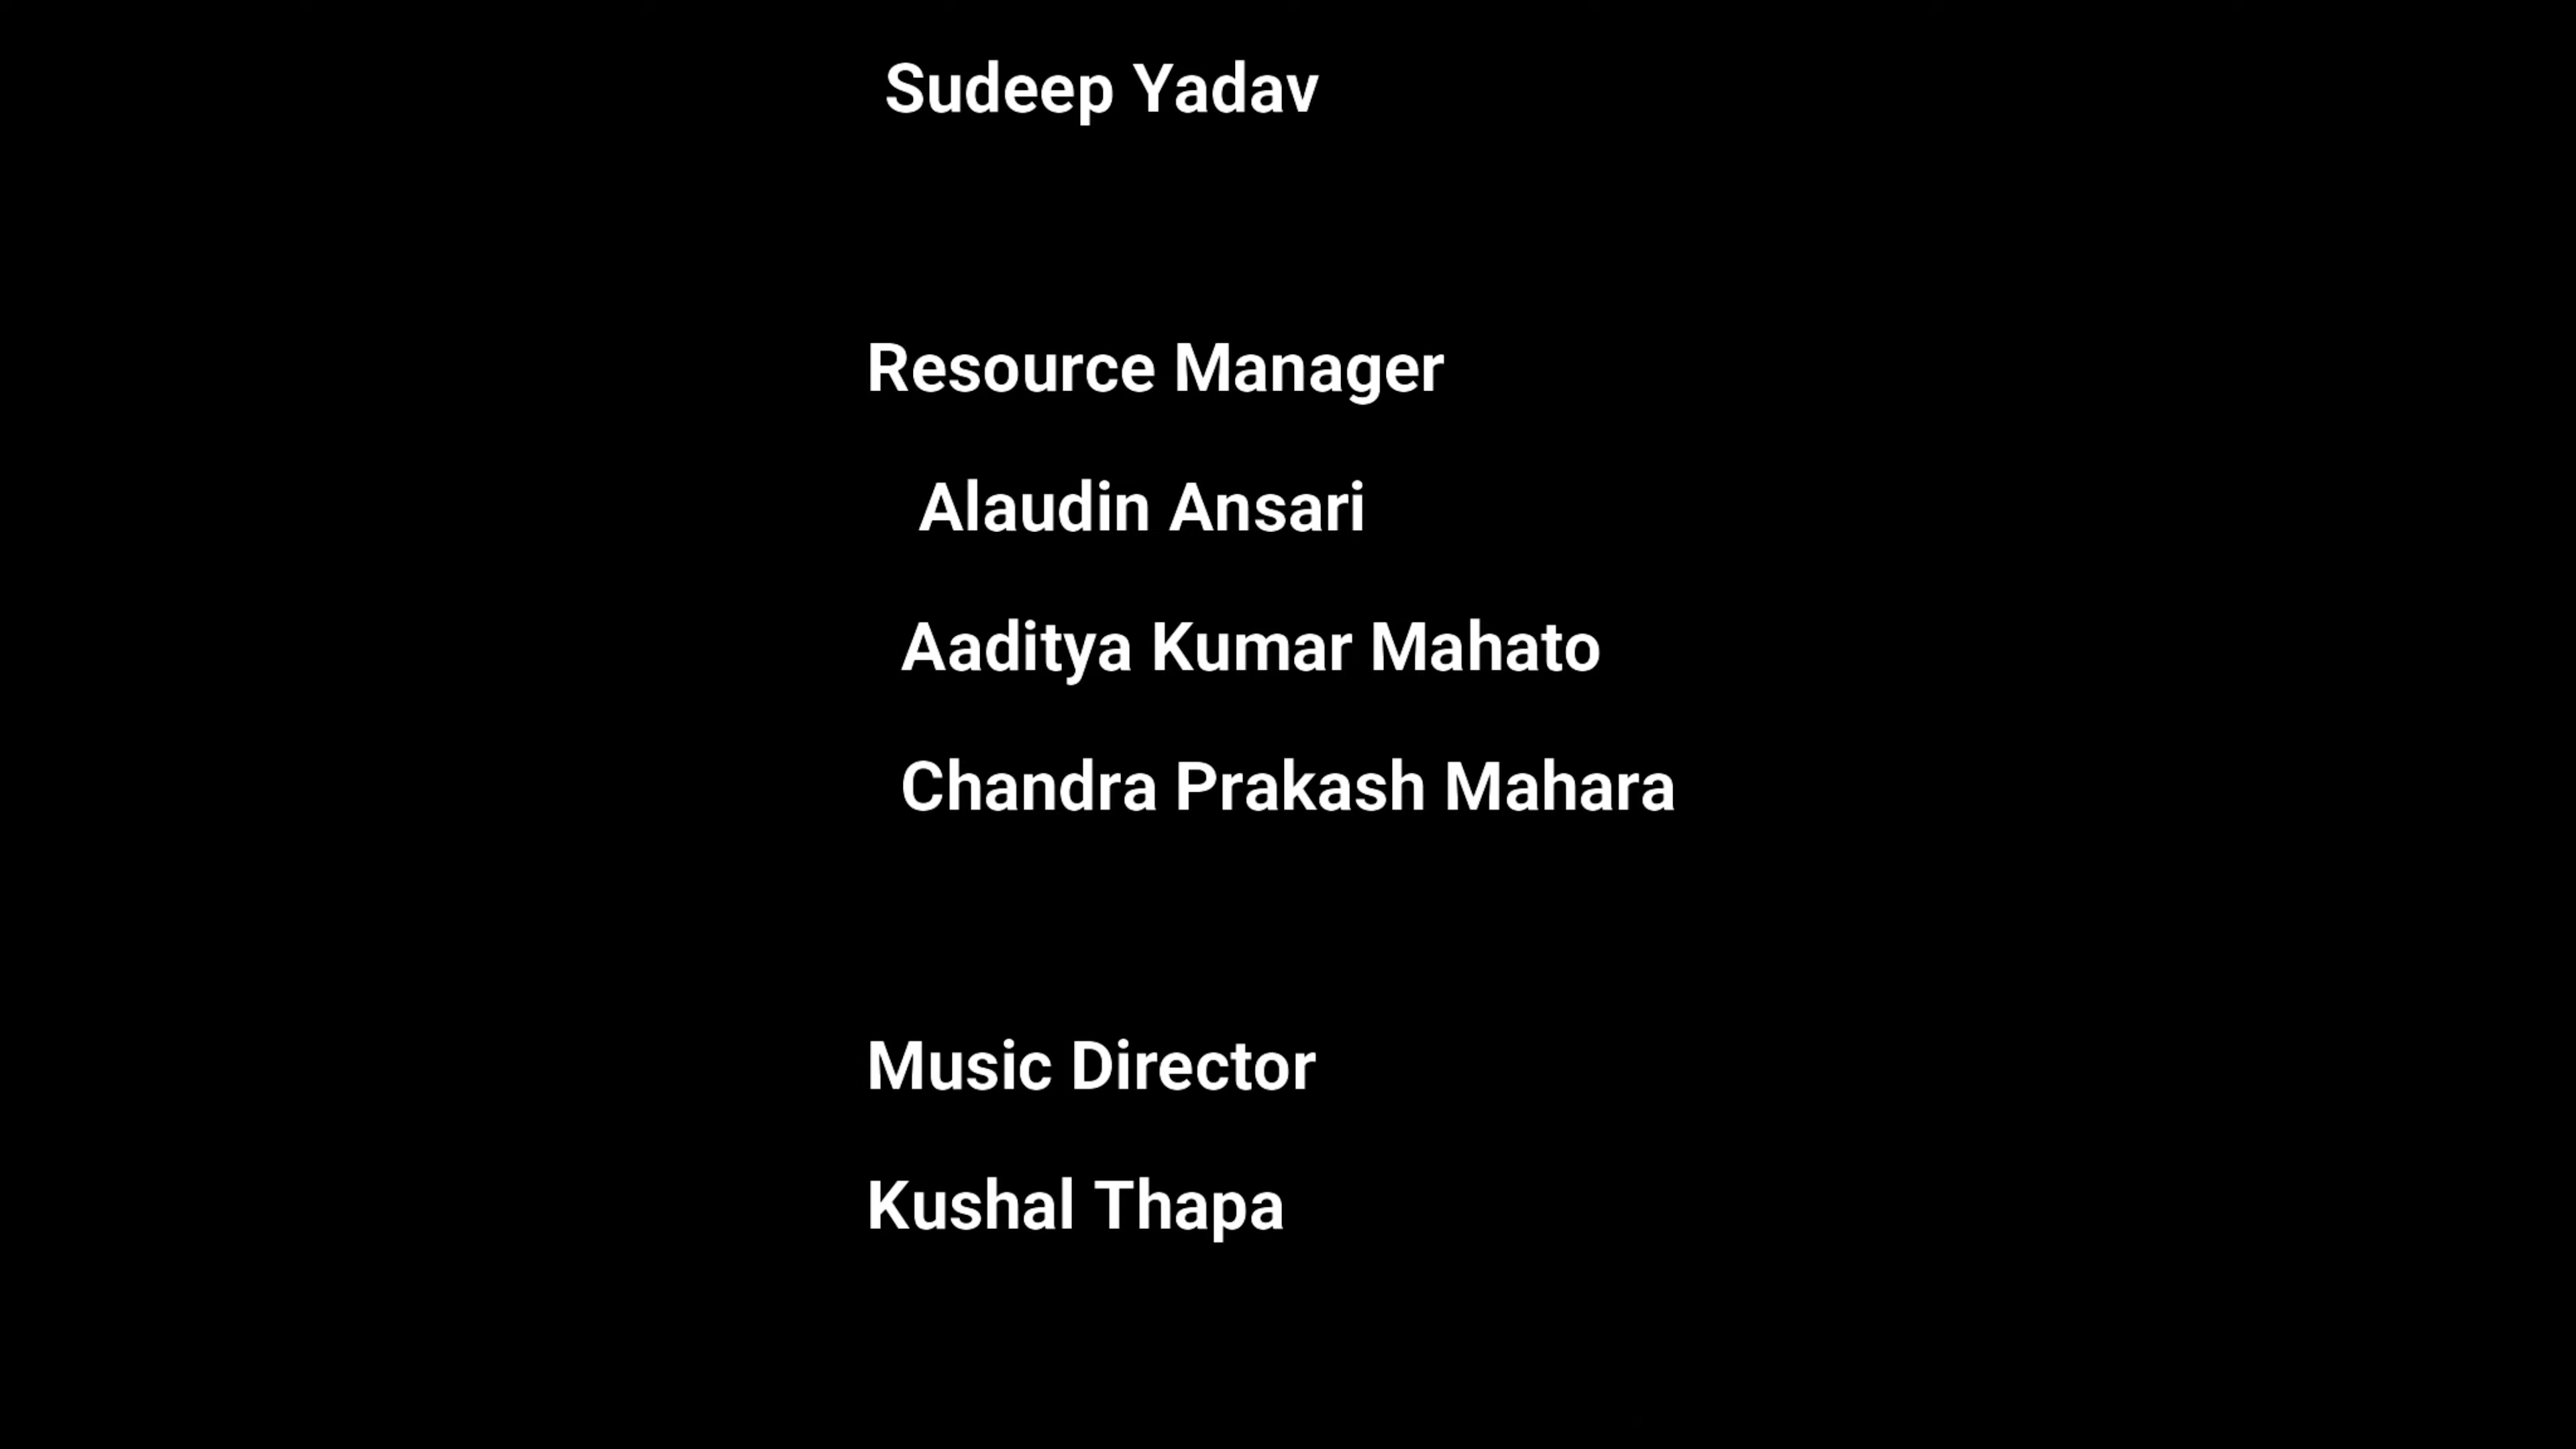 Sudeep Yadav
Resource Manager
Alaudin Ansari
Aaditya Kumar Mahato
Chandra Prakash Mahara
Music Director
Kushal Thapa